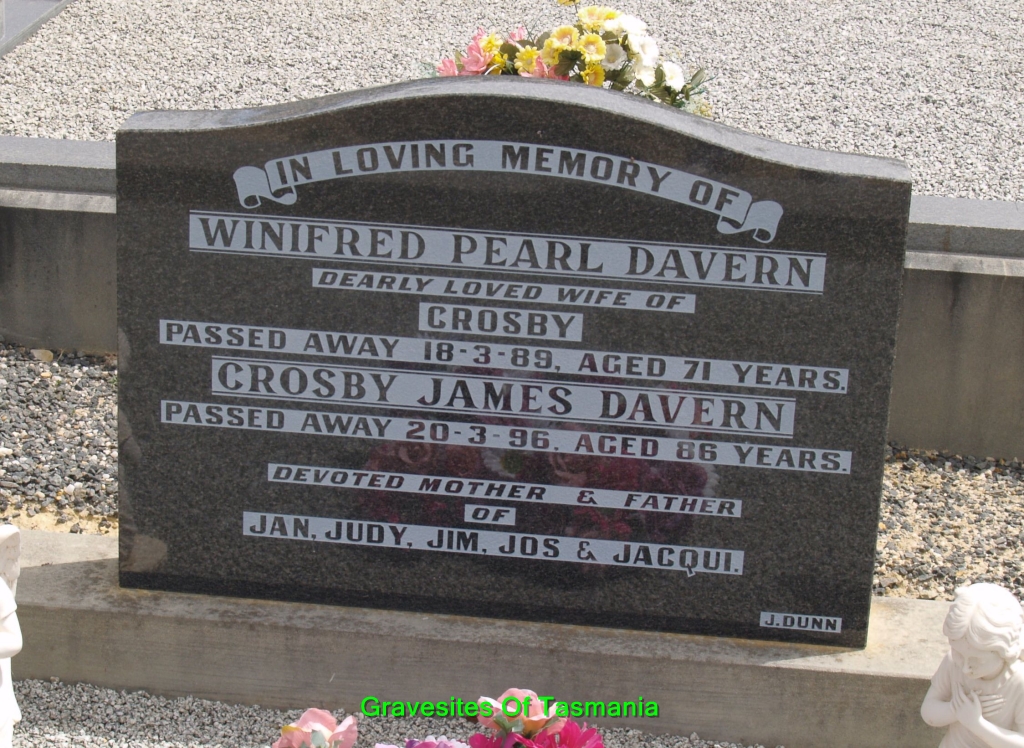 IN LOVING MEMORY OF
WINIFRED PEARL DAVERN
DEARLY LOVED WIFE OF
CROSBY
PASSED AWAY 18-3-89, AGED 71 YEARS.
CROSBY JAMES DAVERN
PASSED AWAY 20-3-96. AGED 86 YEARS.
DEVOTED MOTHER & FATHER
OF
JAN, JUDY, JIM, JOS & JACQUI.
J.DUNN
Gravesites Of Tasmania